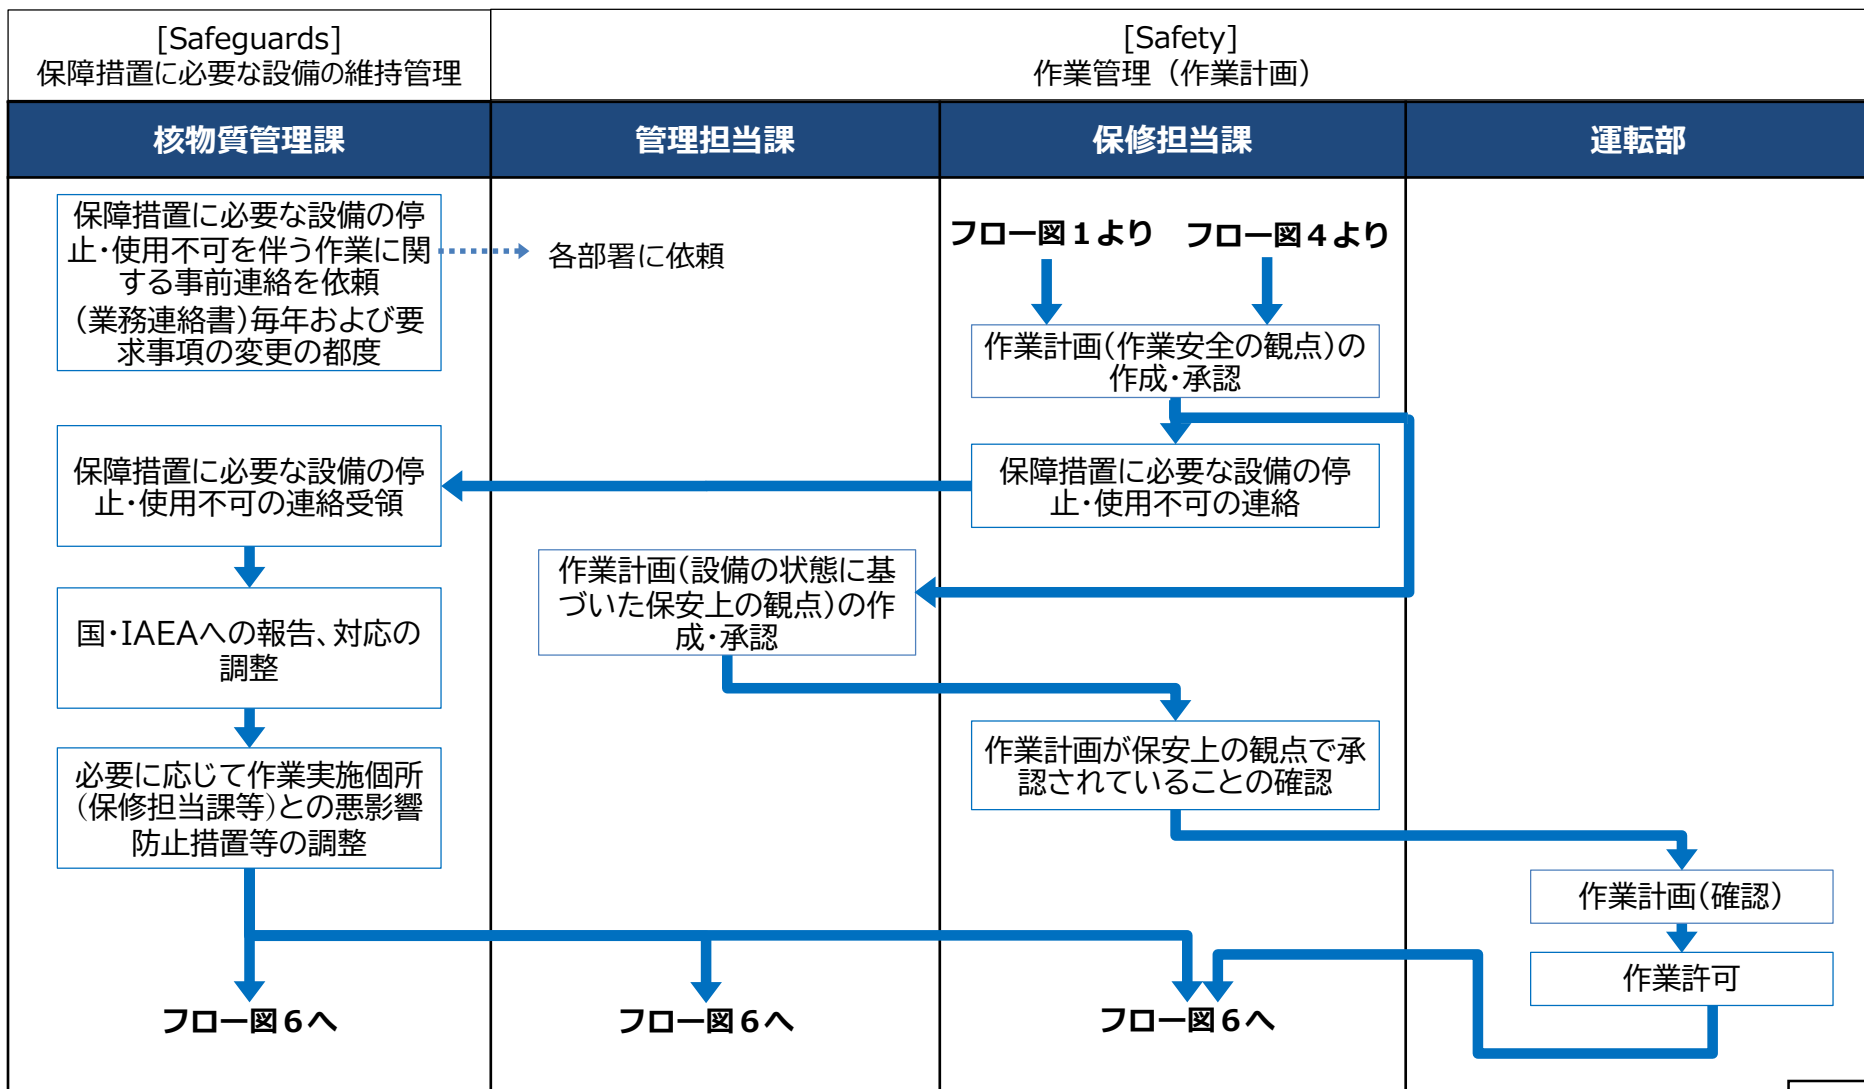 [Safeguards]
保障措置に必要な設備の維持管理
[Safety]
作業管理（作業計画）
核物質管理課
管理担当課
保修担当課
運転部
保障措置に必要な設備の停
止・使用不可を伴う作業に関
する事前連絡を依頼
（業務連絡書）毎年および要
求事項の変更の都度
各部署に依頼
フロー図１より
フロー図４より
作業計画（作業安全の観点）の
作成・承認
保障措置に必要な設備の停
止・使用不可の連絡受領
保障措置に必要な設備の停
止・使用不可の連絡
作業計画（設備の状態に基
づいた保安上の観点）の作
成・承認
国・IAEAへの報告、対応の
調整
作業計画が保安上の観点で承
認されていることの確認
必要に応じて作業実施個所
（保修担当課等）との悪影響
防止措置等の調整
作業計画（確認）
作業許可
フロー図６へ
フロー図６へ
フロー図６へ